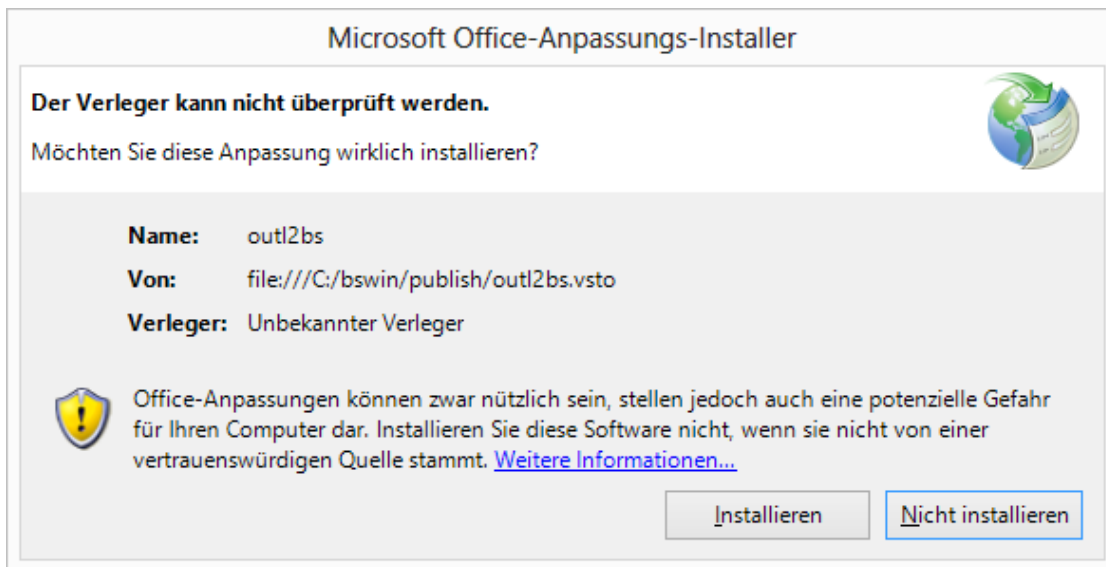 Microsoft Office-Anpassungs-Installer
Der Verleger kann nicht überprüft werden.
Möchten Sie diese Anpassung wirklich installieren?
Name: outl2bs
Von: file:///C:/bswin/publish/outl2bs.vsto
Verleger: Unbekannter Verleger
Office-Anpassungen können zwar nützlich sein, stellen jedoch auch eine potenzielle Gefahr
für Ihren Computer dar. Installieren Sie diese Software nicht, wenn sie nicht von einer
vertrauenswürdigen Quelle stammt. Weitere Informationen...
Installieren Nicht installieren